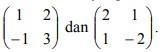 (1 2
-1 3) dan (2 1
1 -2).